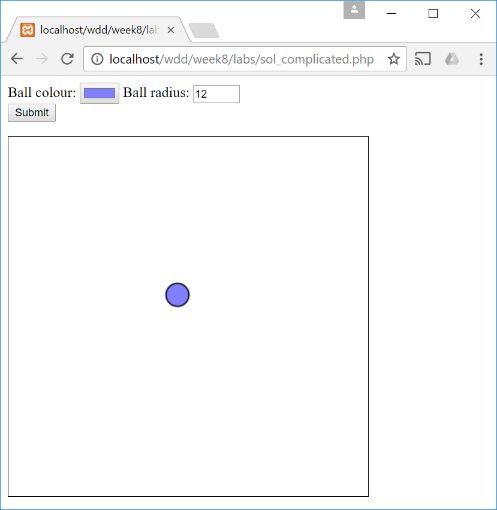 localhost/wdd/week8/lab
localhost/wdd/week8/labs/sol_complicated.php
Ball colour: Ball radius: 12
Submit